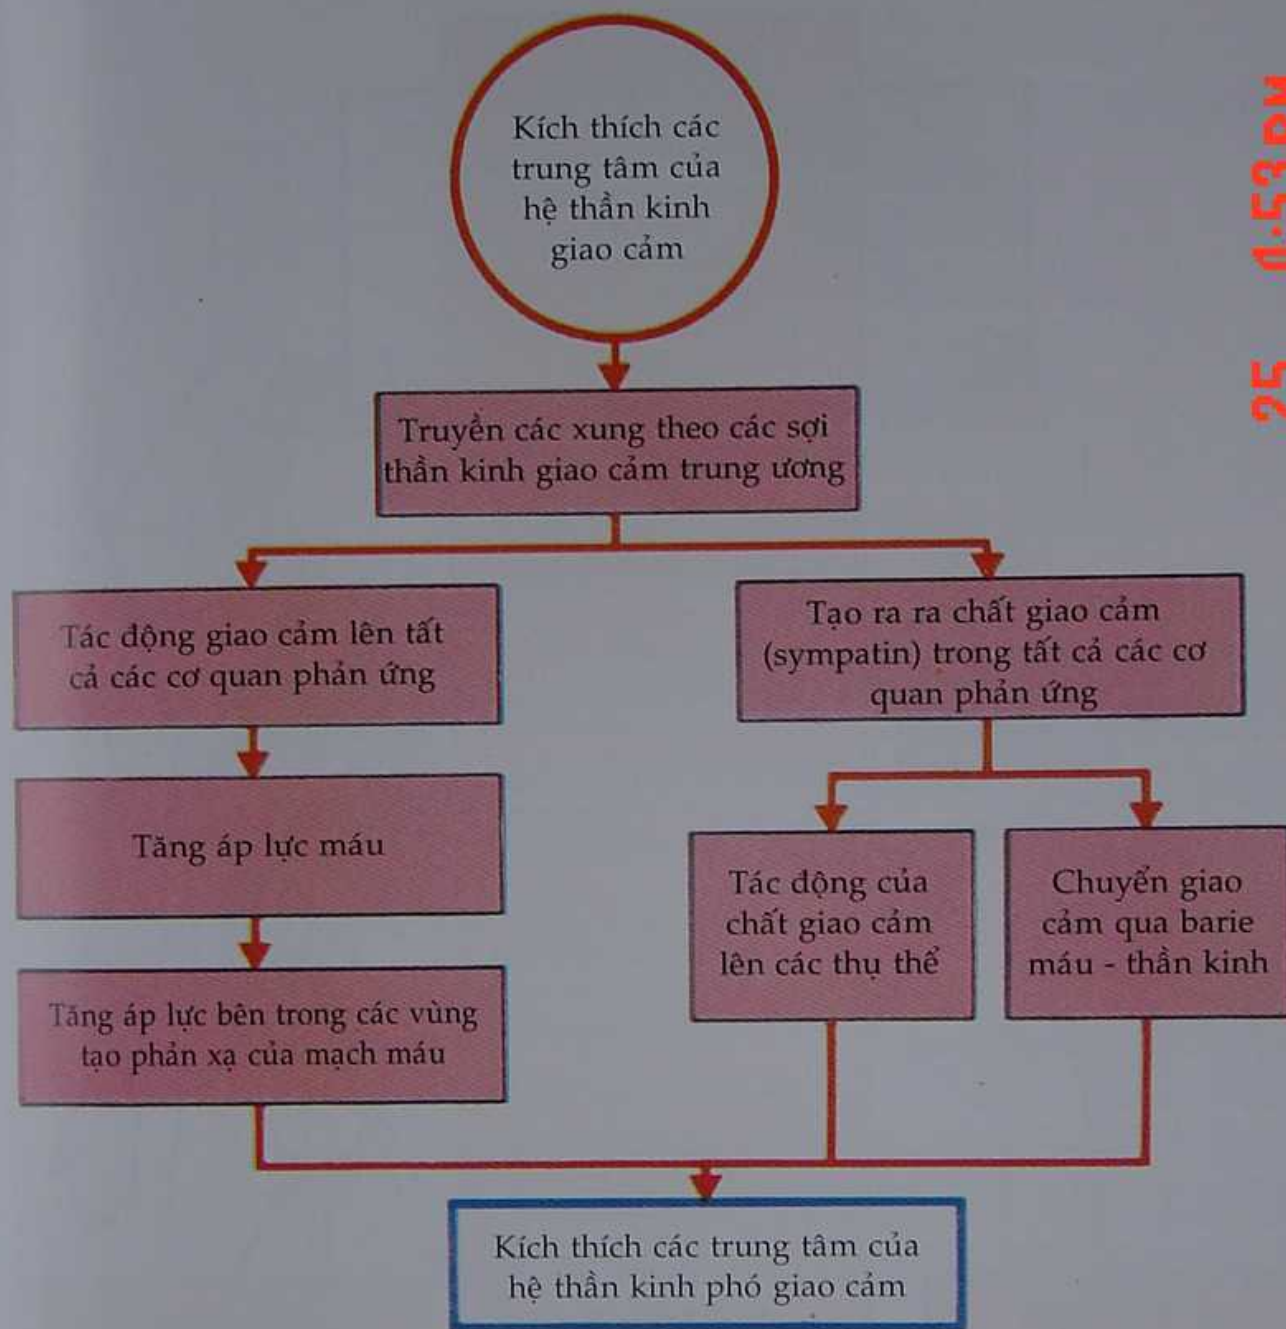 Kích thích các
trung tâm của
hệ thần kinh
giao cảm
Truyền các xung theo các sợi
thần kinh giao cảm trung ương
Tác động giao cảm lên tất
cả các cơ quan phản ứng
Tạo ra ra chất giao cảm
(sympatin) trong tất cả các cơ
quan phản ứng
Tăng áp lực máu
Tác động của
chất giao cảm
lên các thụ thể
Chuyển giao
cảm qua barie
máu - thần kinh
Tăng áp lực bên trong các vùng
tạo phản xạ của mạch máu
Kích thích các trung tâm của
hệ thần kinh phó giao cảm
25 4:53 PM